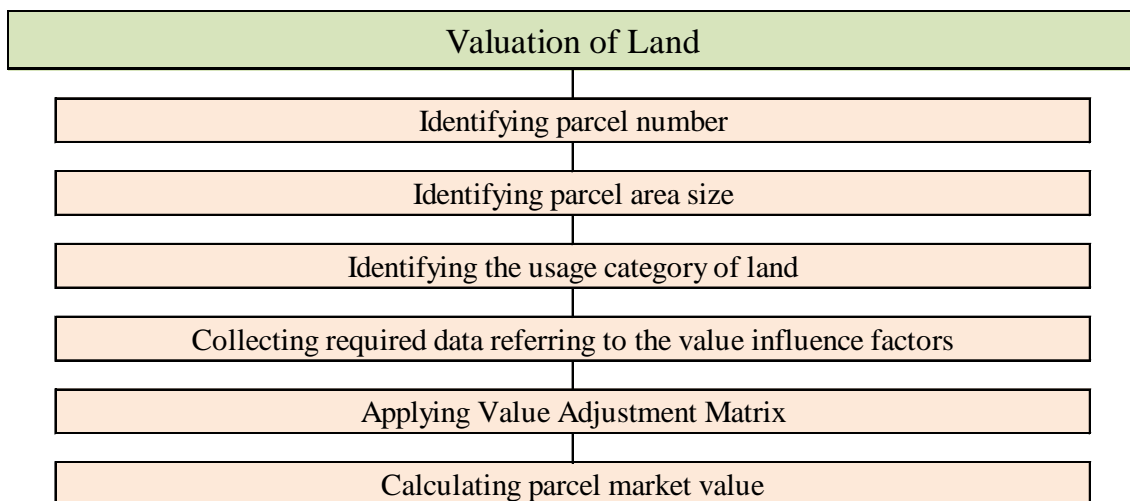 Valuation of Land
Identifying parcel number
Identifying parcel area size
Identifying the usage category of land
Collecting required data referring to the value influence factors
Applying Value Adjustment Matrix
Calculating parcel market value